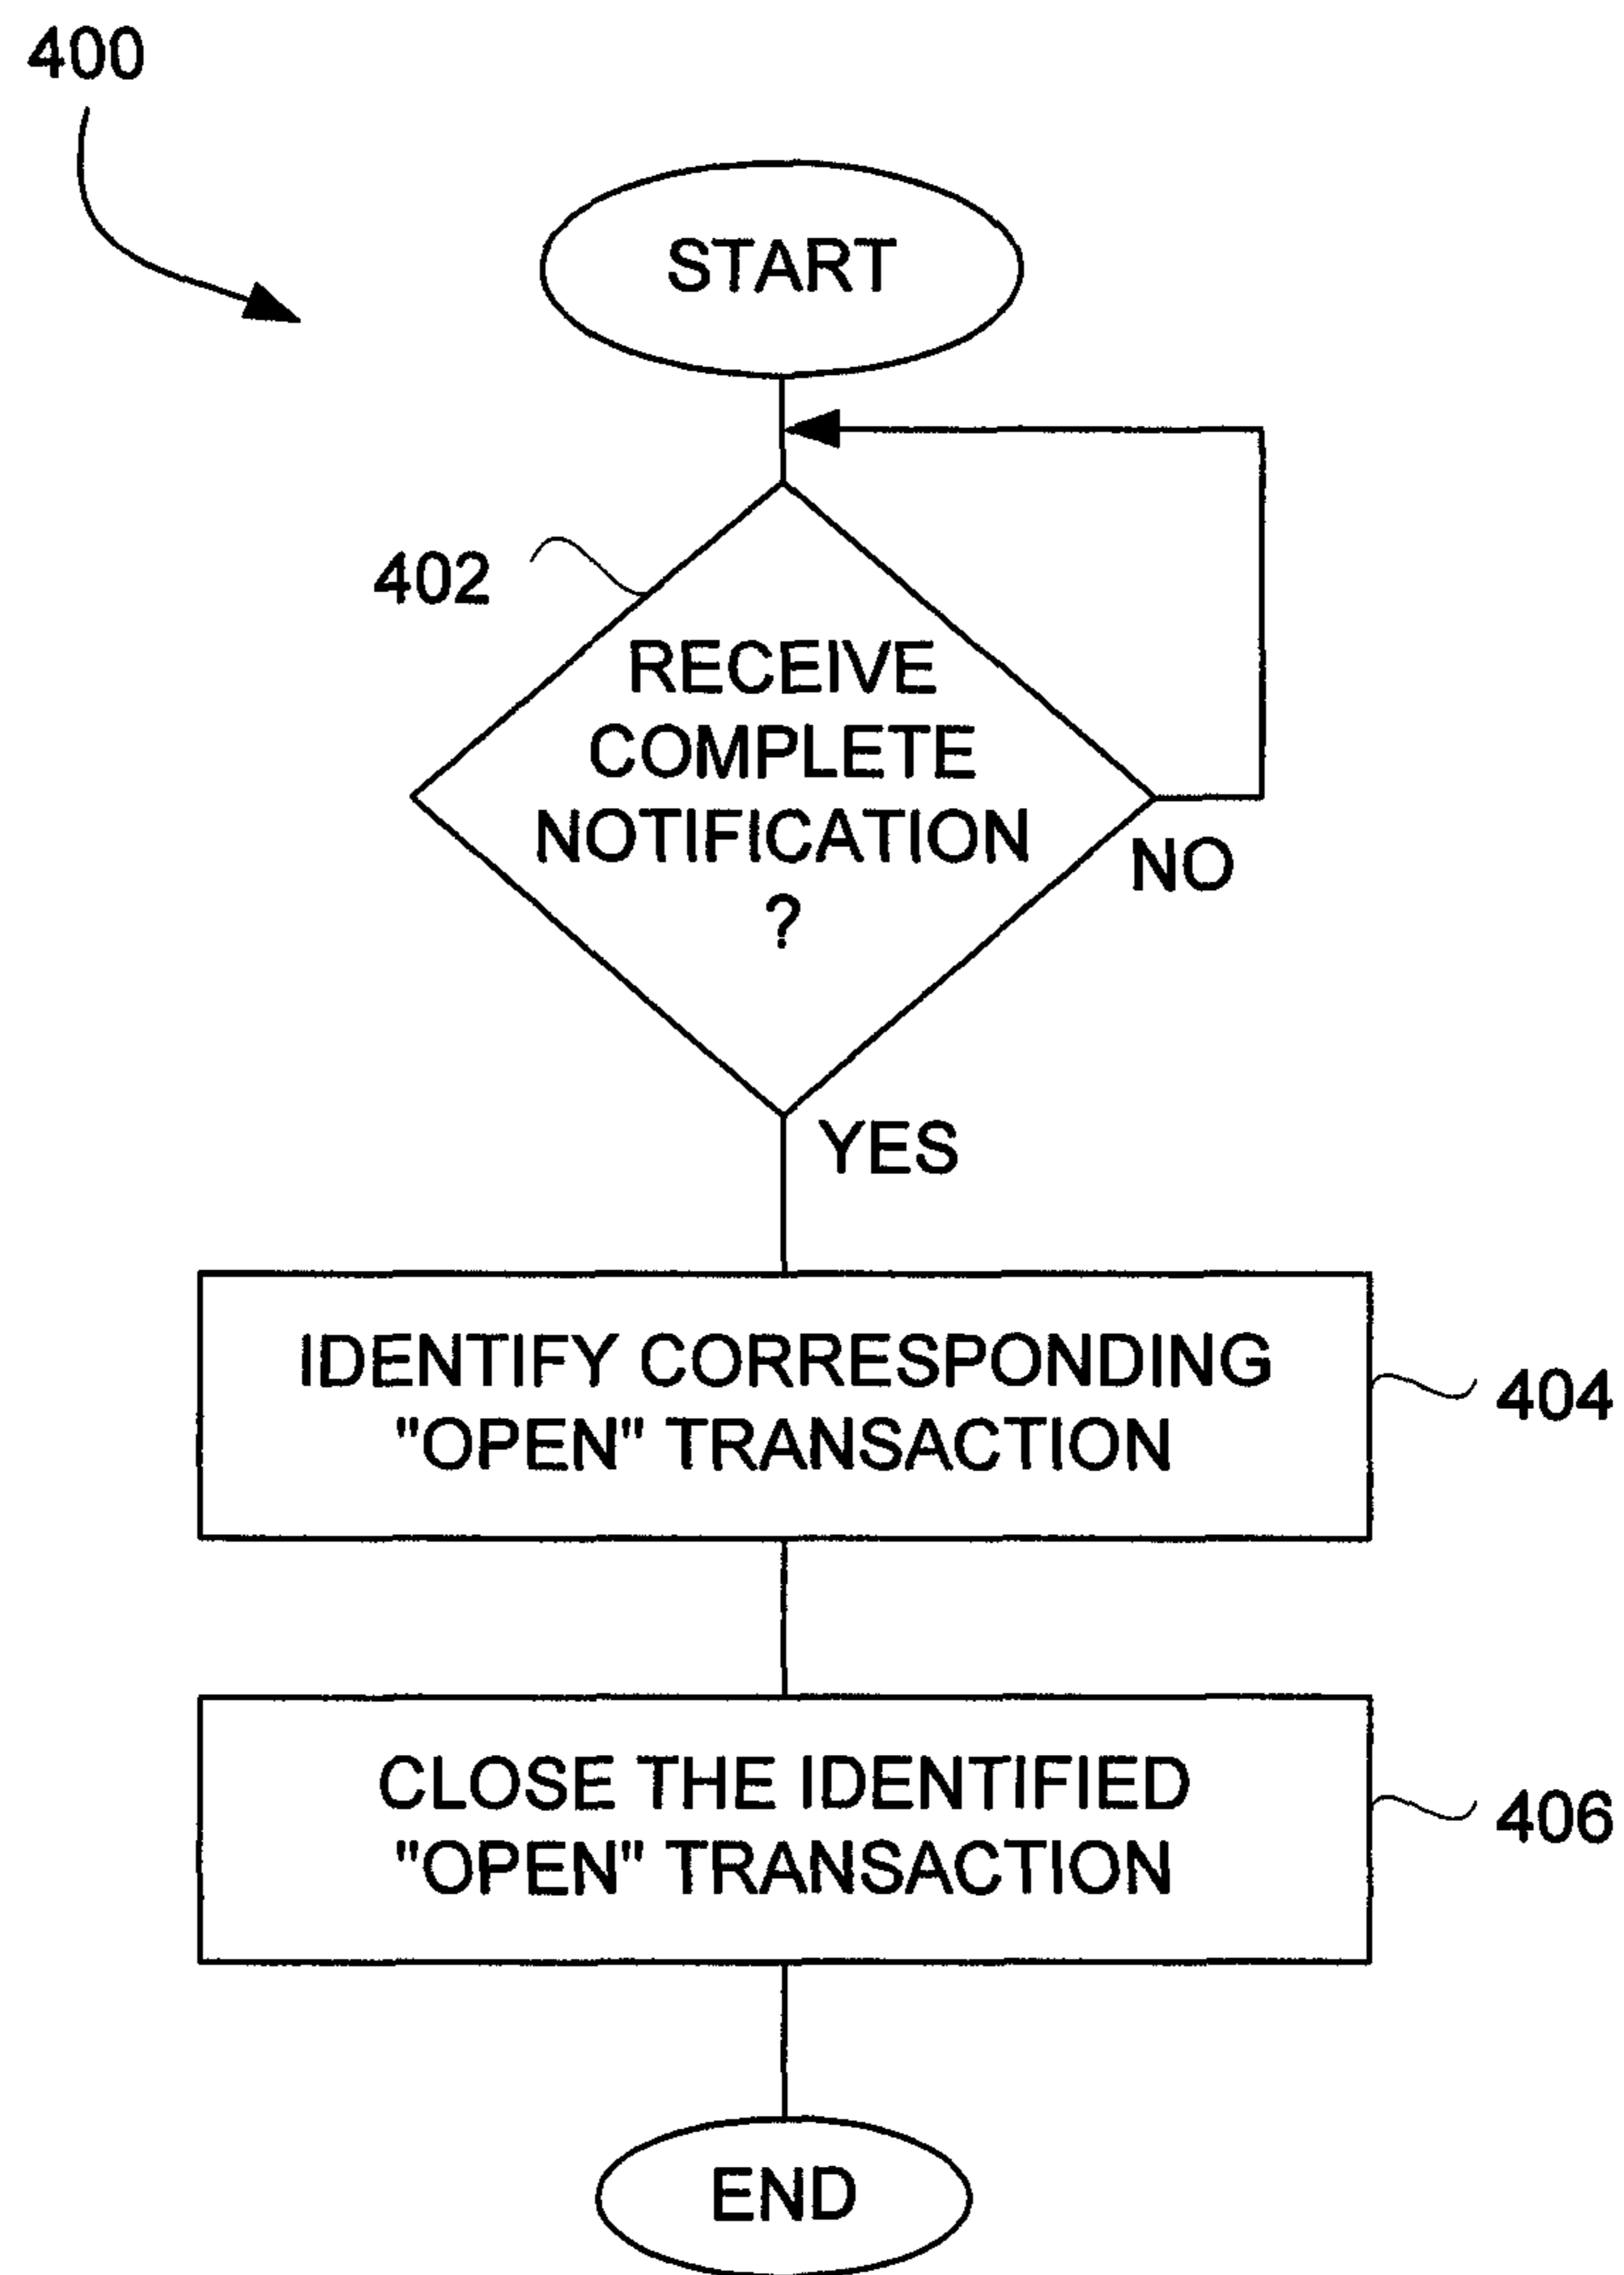 400
START
402
RECEIVE
COMPLETE
NOTIFICATION
?
NO
YES
IDENTIFY CORRESPONDING
"OPEN" TRANSACTION
404
CLOSE THE IDENTIFIED
"OPEN" TRANSACTION
406
END